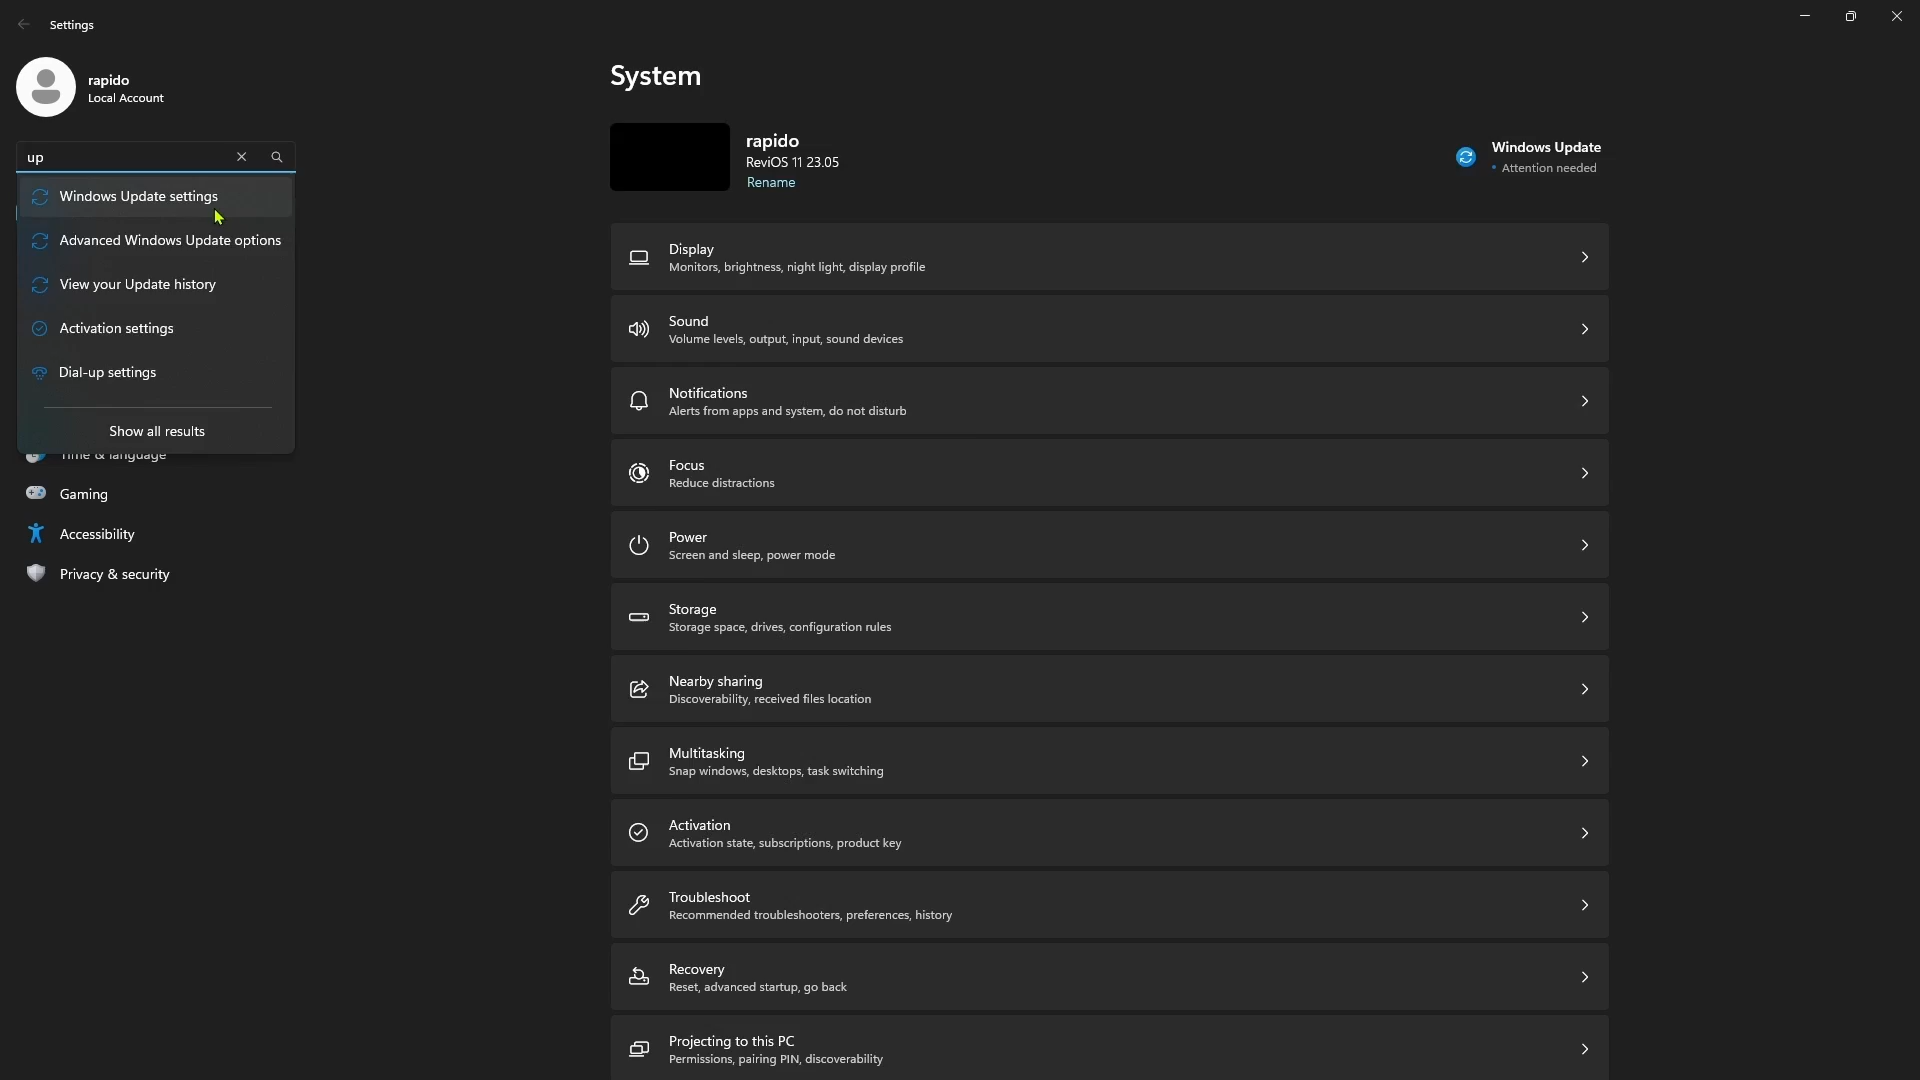 Settings
rapido
Local Account
up
Windows Update settings
Advanced Windows Update options
View your Update history
Activation settings
Dial-up settings
Show all results
Time & language
Gaming
Accessibility
Privacy & security
System
rapido
ReviOS 11 23.05
Rename
Windows Update
Attention needed
Display
Monitors, brightness, night light, display profile
Sound
Volume levels, output, input, sound devices
Notifications
Alerts from apps and system, do not disturb
Focus
Reduce distractions
Power
Screen and sleep, power mode
Storage
Storage space, drives, configuration rules
Nearby sharing
Discoverability, received files location
Multitasking
Snap windows, desktops, task switching
Activation
Activation state, subscriptions, product key
Troubleshoot
Recommended troubleshooters, preferences, history
Recovery
Reset, advanced startup, go back
Projecting to this PC
Permissions, pairing PIN, discoverability